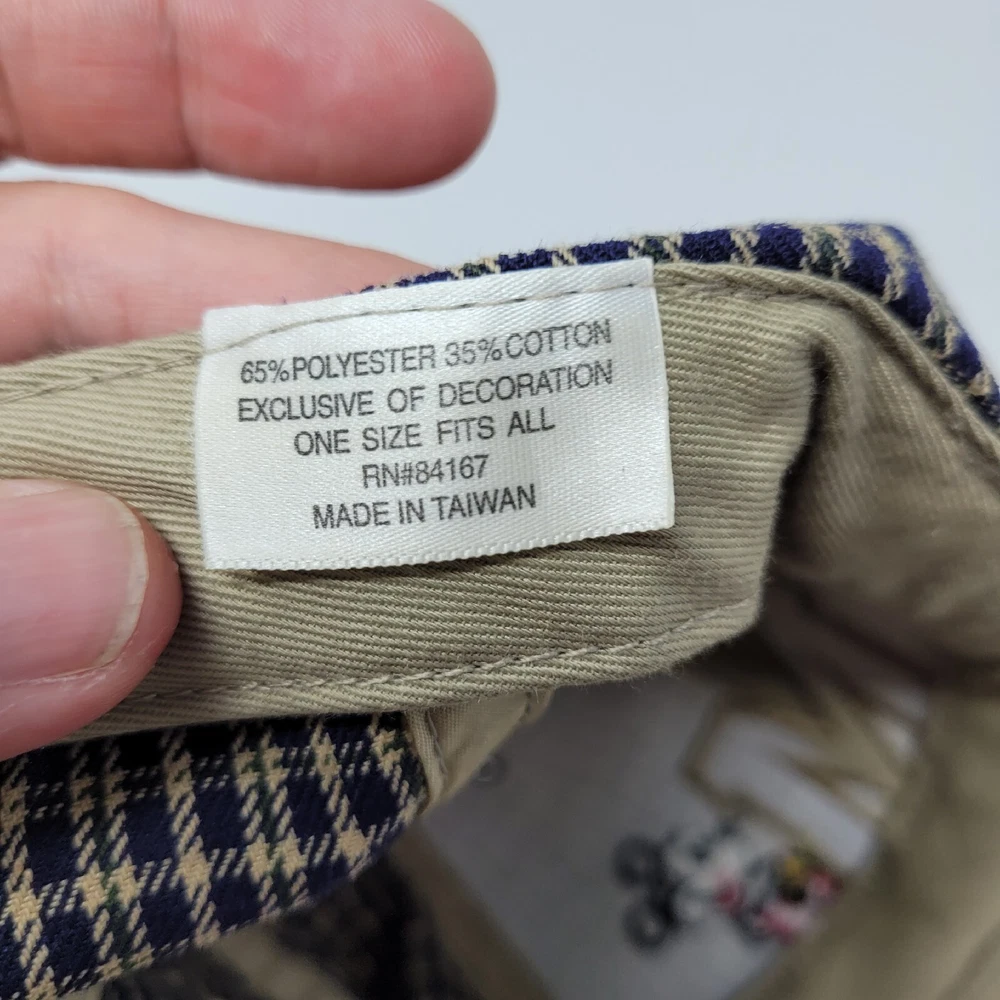 65%POLYESTER 35%COTTON
EXCLUSIVE OF DECORATION
ONE SIZE FITS ALL
RN#84167
MADE IN TAIWAN